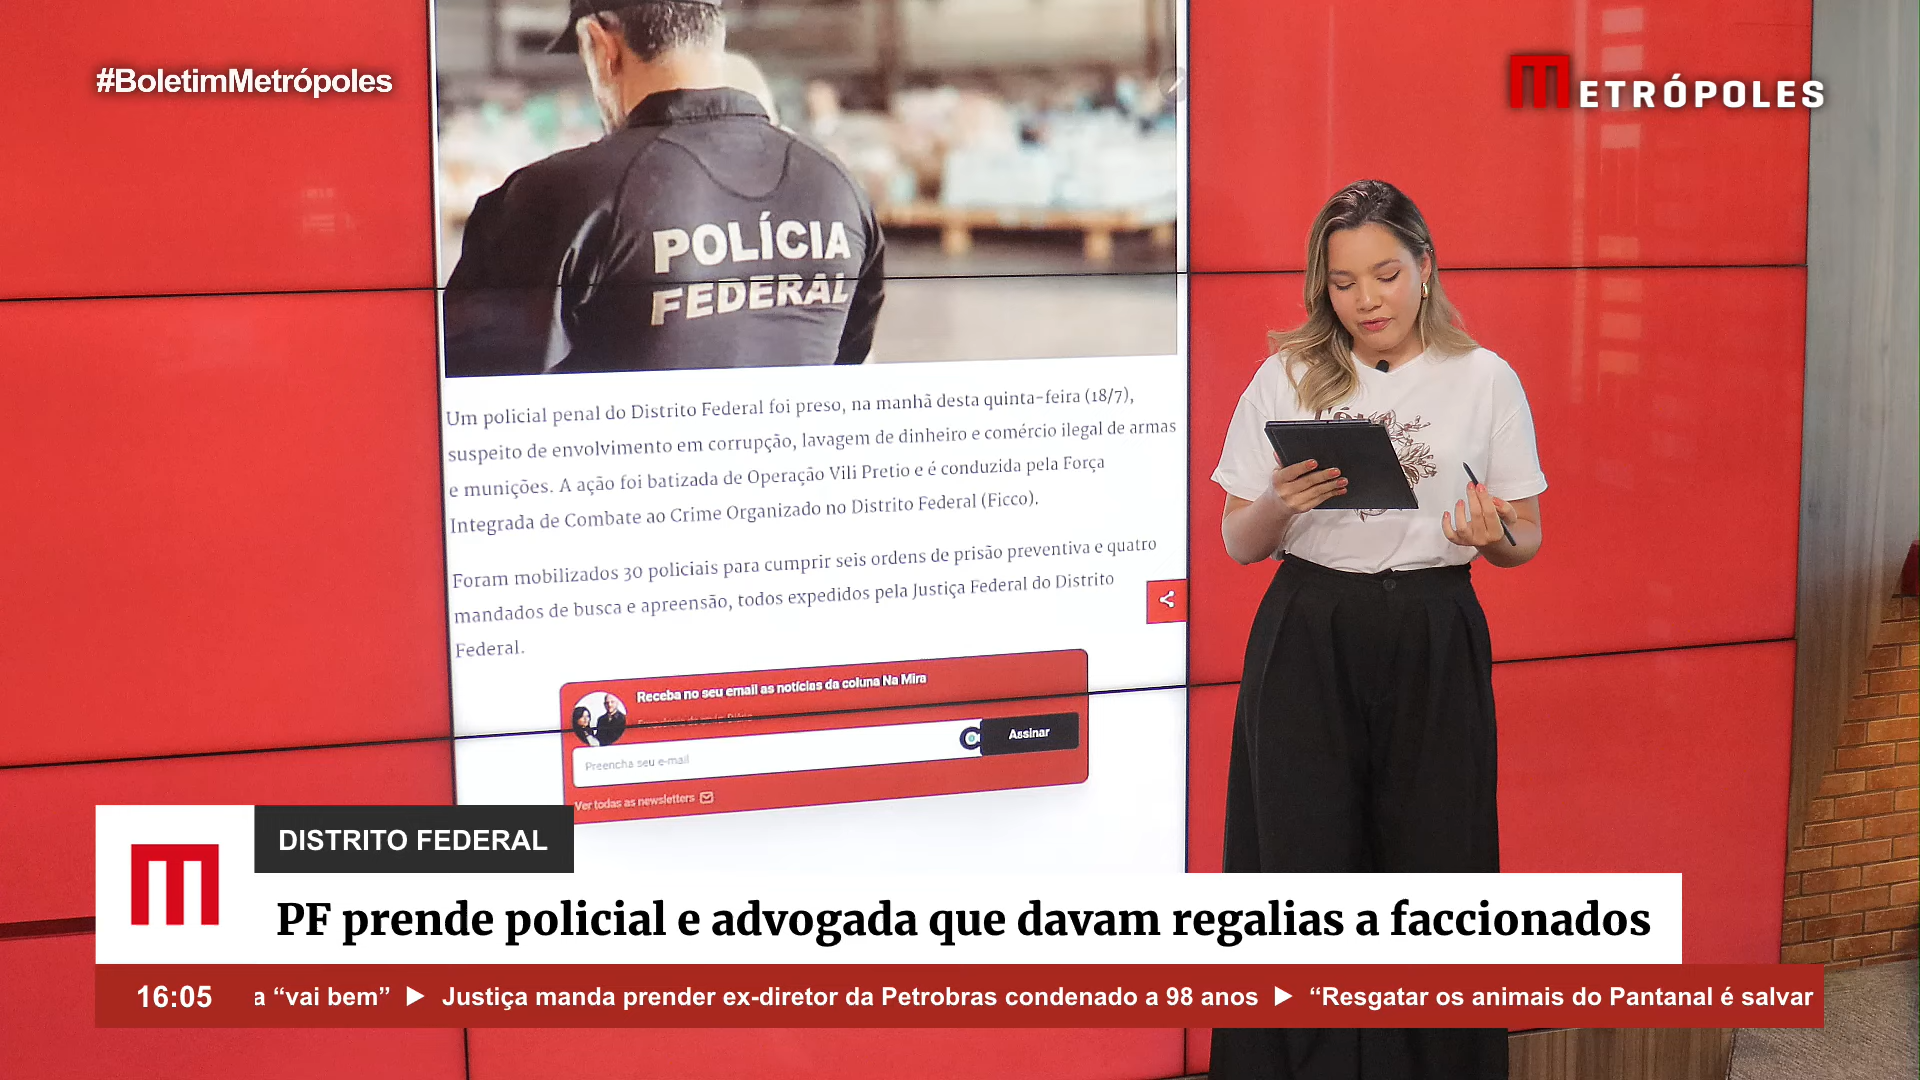 #BoletimMetrópoles
METRÓPOLES
POLÍCIA
FEDERAL
Um policial penal do Distrito Federal foi preso, na manhã desta quinta-feira (18/7),
suspeito de envolvimento em corrupção, lavagem de dinheiro e comércio ilegal de armas
e munições. A ação foi batizada de Operação Vili Pretio e é conduzida pela Força
Integrada de Combate ao Crime Organizado no Distrito Federal (Ficco).
Foram mobilizados 30 policiais para cumprir seis ordens de prisão preventiva e quatro
mandados de busca e apreensão, todos expedidos pela Justiça Federal do Distrito
Federal.
Receba no seu email as notícias da coluna Na Mira
Preencha seu e-mail
Assinar
Ver todas as newsletters
DISTRITO FEDERAL
PF prende policial e advogada que davam regalias a faccionados
16:05 a “vai bem” ▶ Justiça manda prender ex-diretor da Petrobras condenado a 98 anos ▶ “Resgatar os animais do Pantanal é salvar